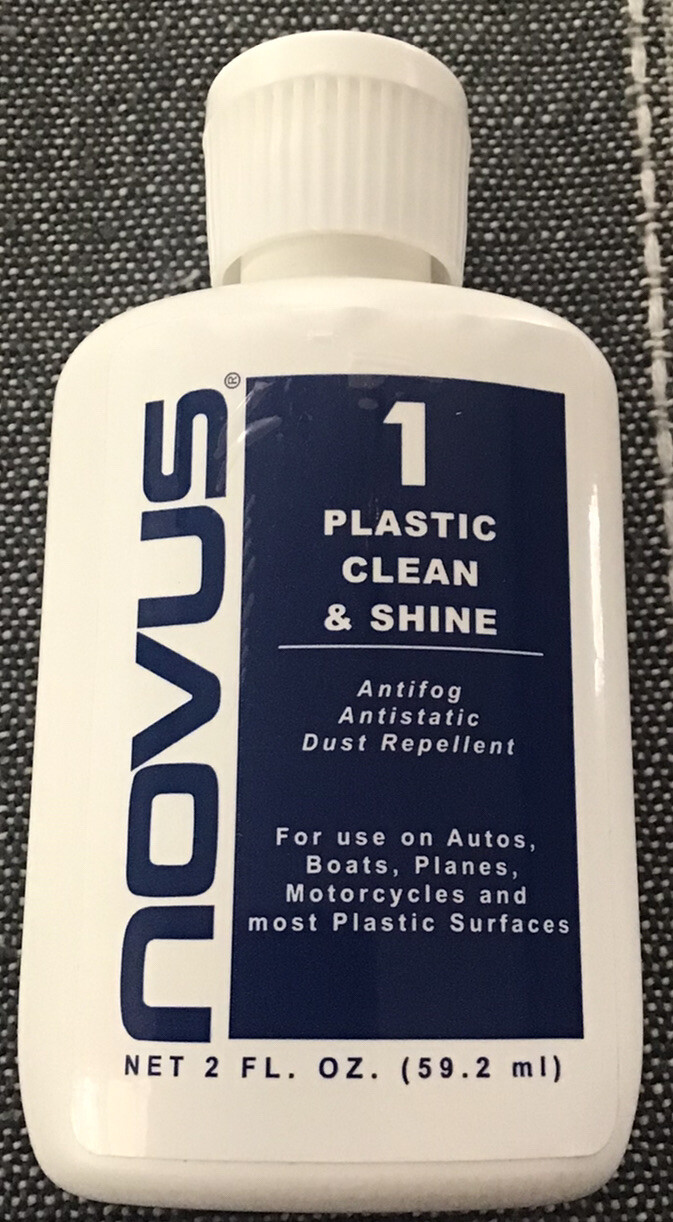 novus®
1
PLASTIC
CLEAN
& SHINE
Antifog
Antistatic
Dust Repellent
For use on Autos,
Boats, Planes,
Motorcycles and
most Plastic Surfaces
NET 2 FL. OZ. (59.2 ml)